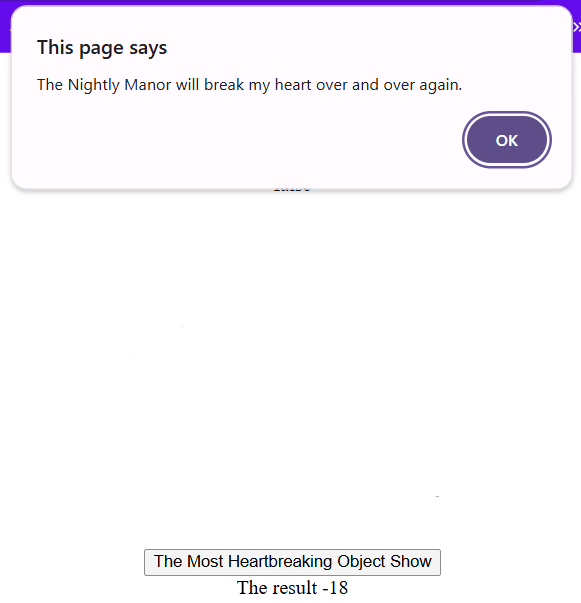 This page says
The Nightly Manor will break my heart over and over again.
OK
The Most Heartbreaking Object Show
The result -18